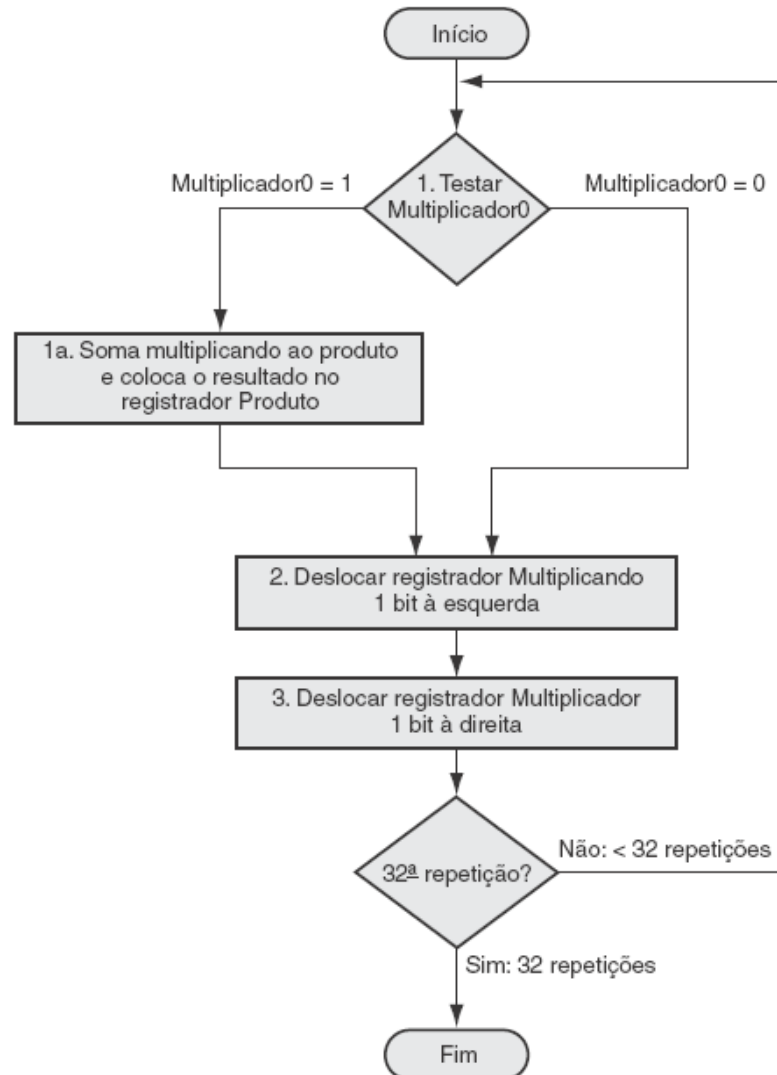 Início
Multiplicador0 = 1
1. Testar
Multiplicador0
Multiplicador0 = 0
1a. Soma multiplicando ao produto
e coloca o resultado no
registrador Produto
2. Deslocar registrador Multiplicando
1 bit à esquerda
3. Deslocar registrador Multiplicador
1 bit à direita
32ª repetição?
Não: < 32 repetições
Sim: 32 repetições
Fim